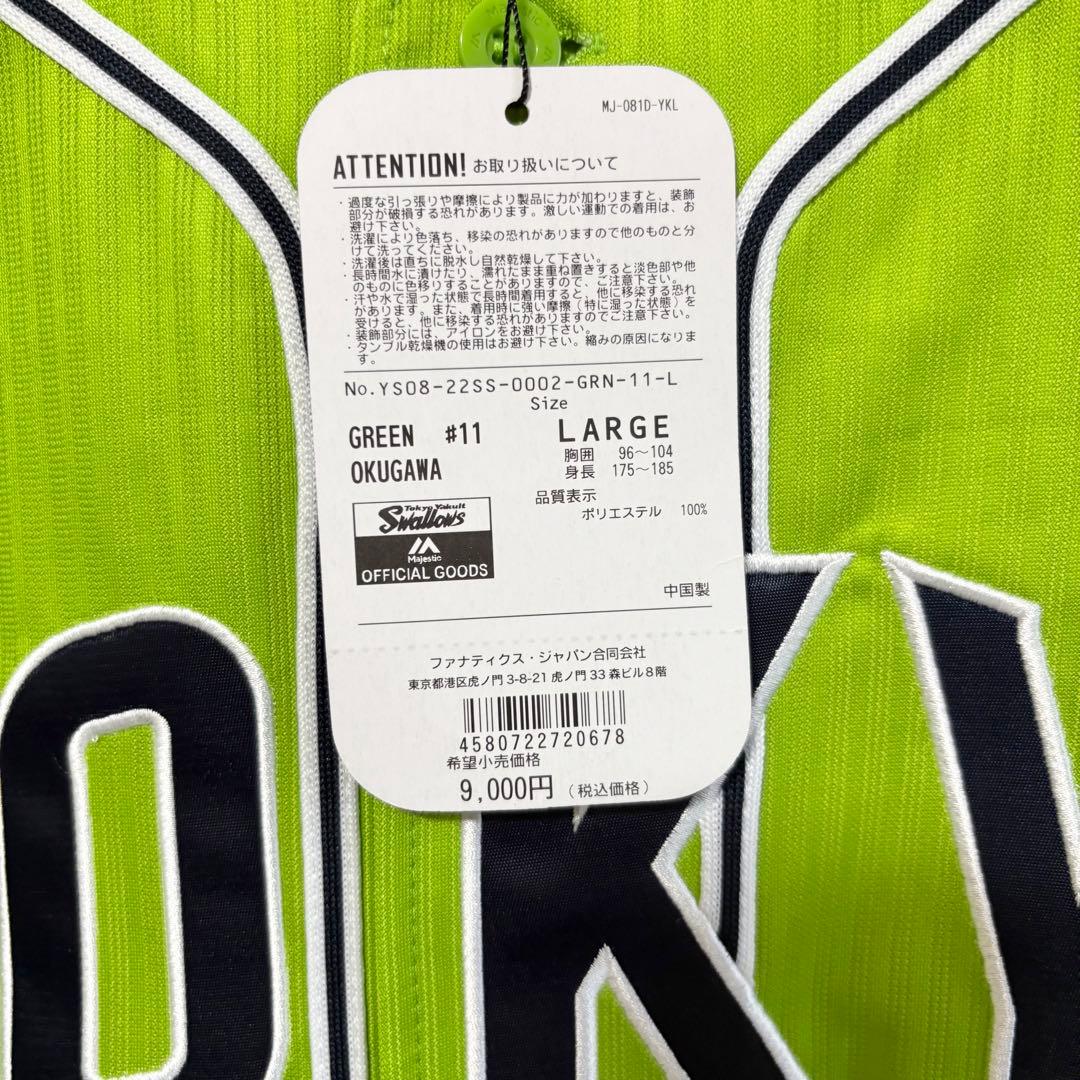 MJ-081D-YKL
ATTENTION! お取り扱いについて
・過度な引っ張りや摩擦により製品に力が加わりますと、装飾
部分が破損する恐れがあります。激しい運動での着用は、お
避け下さい。
・洗濯により色落ち、移染の恐れがありますので他のものと分
けて洗ってください。
・洗濯後は直ちに脱水し自然乾燥して下さい。
・長時間水に漬けたり、濡れたまま重ね置きすると淡色部や他
のものに色移りすることがありますので、ご注意下さい。
・汗や水で湿った状態で長時間着用すると、他に移染する恐れ
があります。また、着用時に強い摩擦（特に湿った状態）を
受けると、他に移染する恐れがありますのでご注意下さい。
・装飾部分には、アイロンをお避け下さい。
・タンブル乾燥機の使用はお避け下さい。縮みの原因になりま
す。
No.YS08-22SS-0002-GRN-11-L
Size
GREEN #11 LARGE
胸囲 96～104
OKUGAWA 身長 175～185
品質表示
ポリエステル 100%
Tokyo Yakult
Swallows
Majestic
OFFICIAL GOODS
中国製
ファナティクス・ジャパン合同会社
東京都港区虎ノ門3-8-21 虎ノ門33森ビル8階
4580722720678
希望小売価格
9,000円（税込価格）
OKY